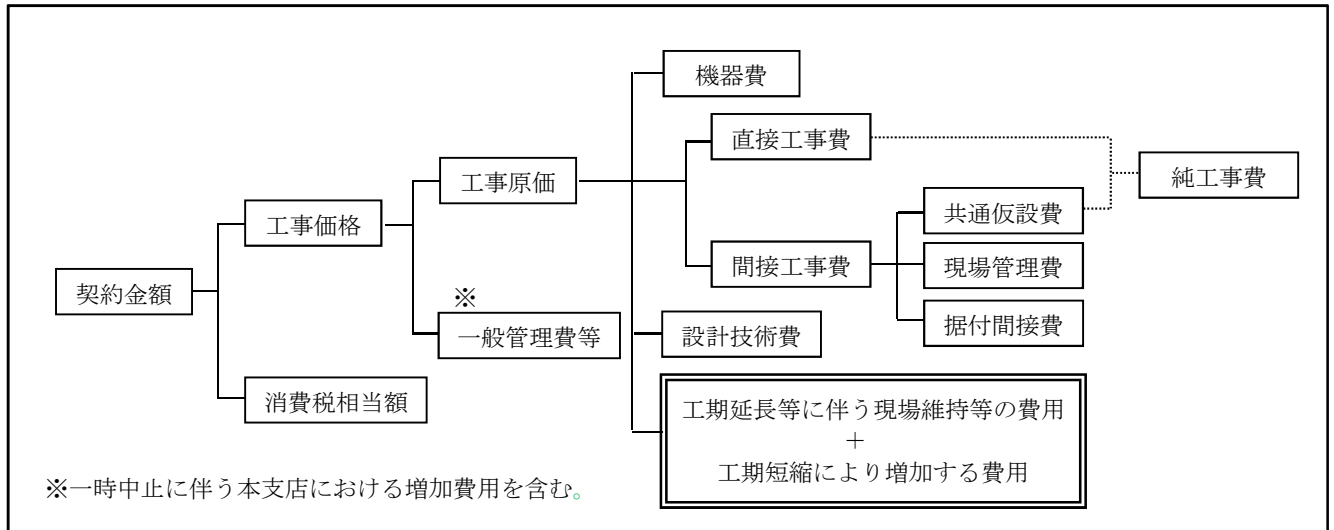 機器費
直接工事費
工事原価
純工事費
共通仮設費
工事価格
間接工事費
現場管理費
契約金額
※
一般管理費等
設計技術費
据付間接費
消費税相当額
工期延長等に伴う現場維持等の費用
+
工期短縮により増加する費用
※一時中止に伴う本支店における増加費用を含む。